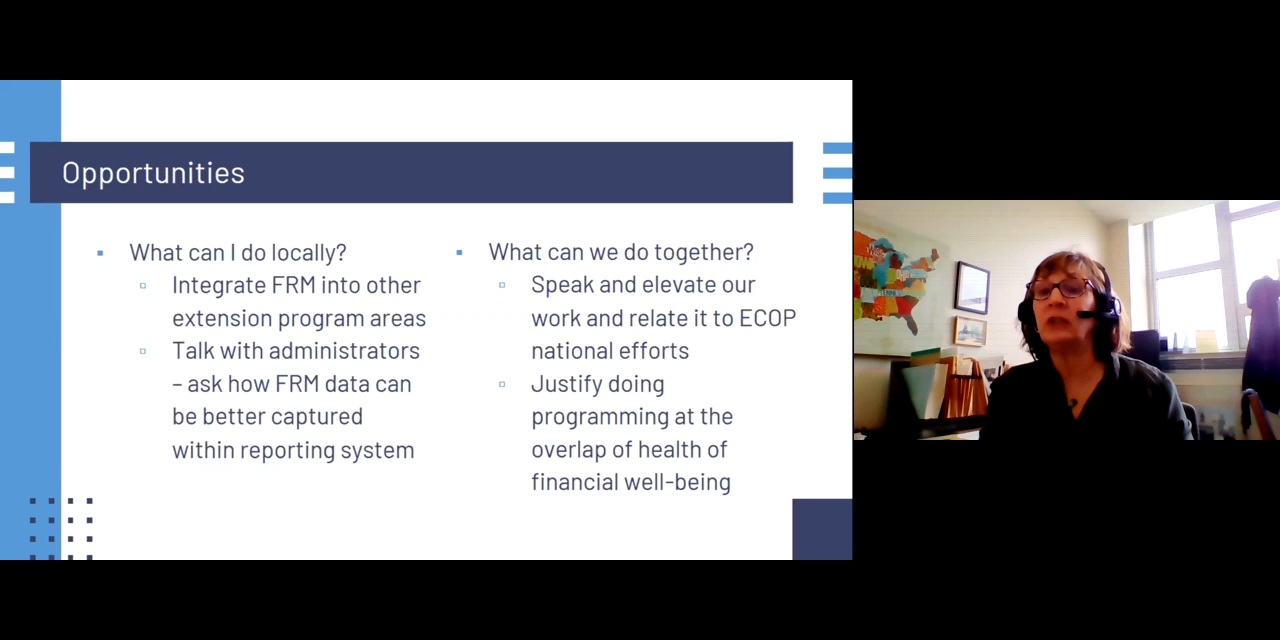 Opportunities
What can I do locally?
Integrate FRM into other
extension program areas
Talk with administrators
– ask how FRM data can
be better captured
within reporting system
What can we do together?
Speak and elevate our
work and relate it to ECOP
national efforts
Justify doing
programming at the
overlap of health of
financial well-being